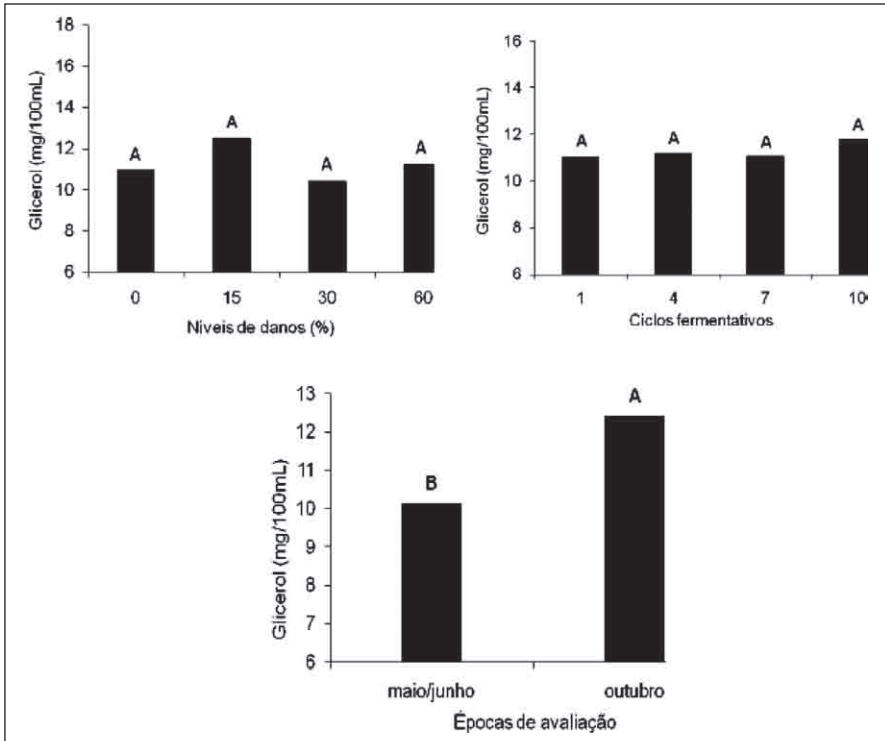 Glicerol (mg/100mL)
18
16
14
12
10
8
6
A
A
A
A
0 15 30 60
Níveis de danos (%)
Glicerol (mg/100mL)
16
14
12
10
8
6
A
A
A
A
1 4 7 10
Ciclos fermentativos
Glicerol (mg/100mL)
13
12
11
10
9
8
7
6
B
A
maio/junho outubro
Épocas de avaliação